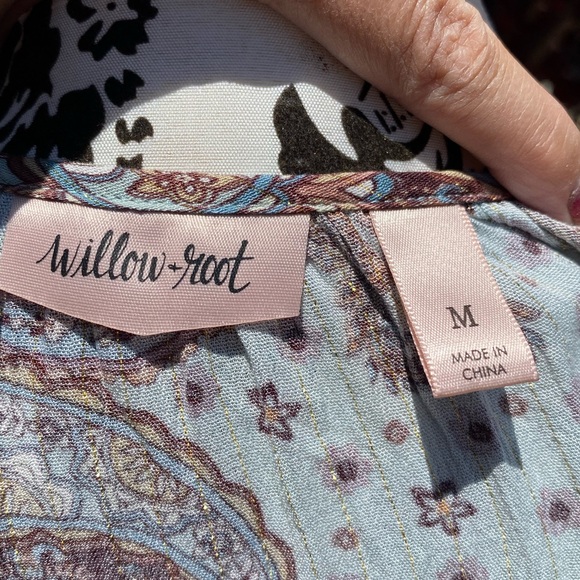 willow + root
M
MADE IN
CHINA